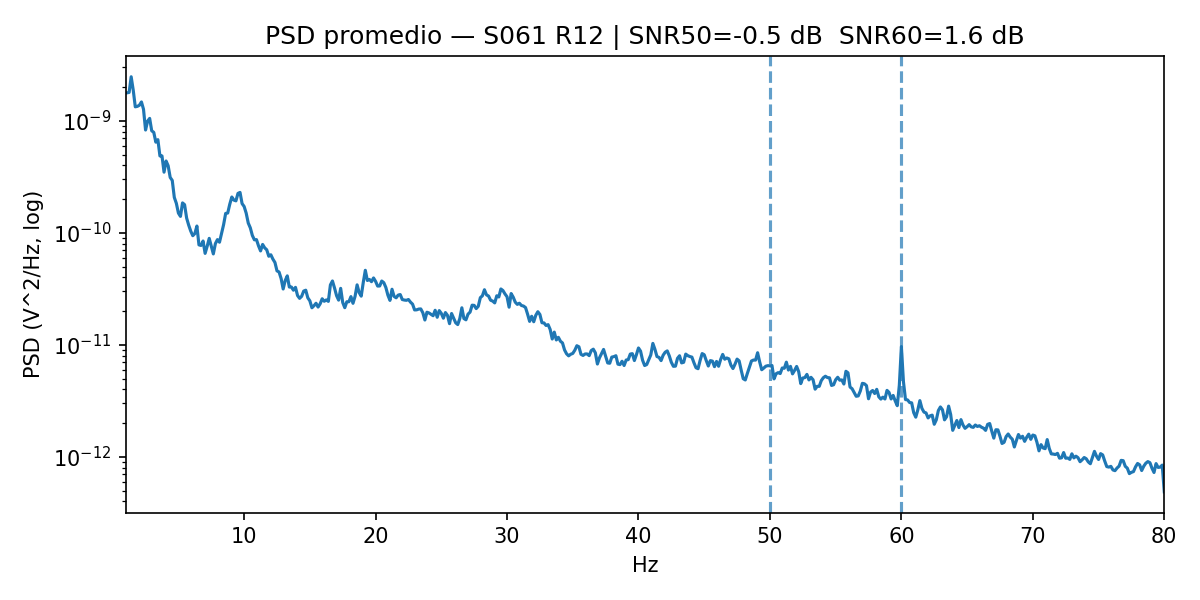 PSD promedio — S061 R12 | SNR50=-0.5 dB  SNR60=1.6 dB
PSD (V^2/Hz, log)
10⁻⁹
10⁻¹⁰
10⁻¹¹
10⁻¹²
10 20 30 40 50 60 70 80
Hz